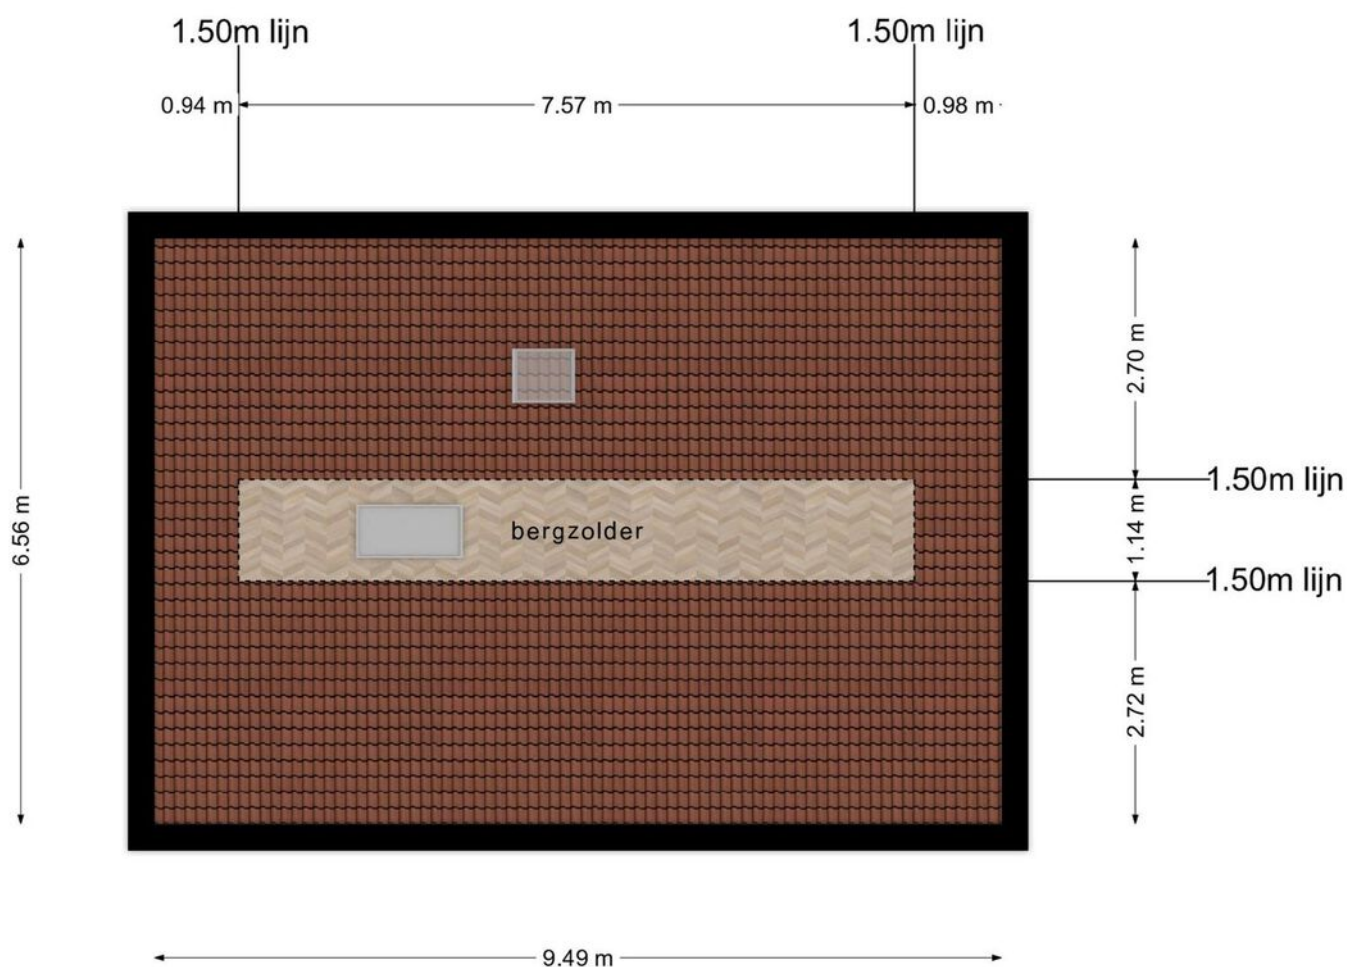 1.50m lijn
1.50m lijn
0.94 m
7.57 m
0.98 m
2.70 m
1.50m lijn
6.56 m
bergzolder
1.14 m
1.50m lijn
2.72 m
9.49 m